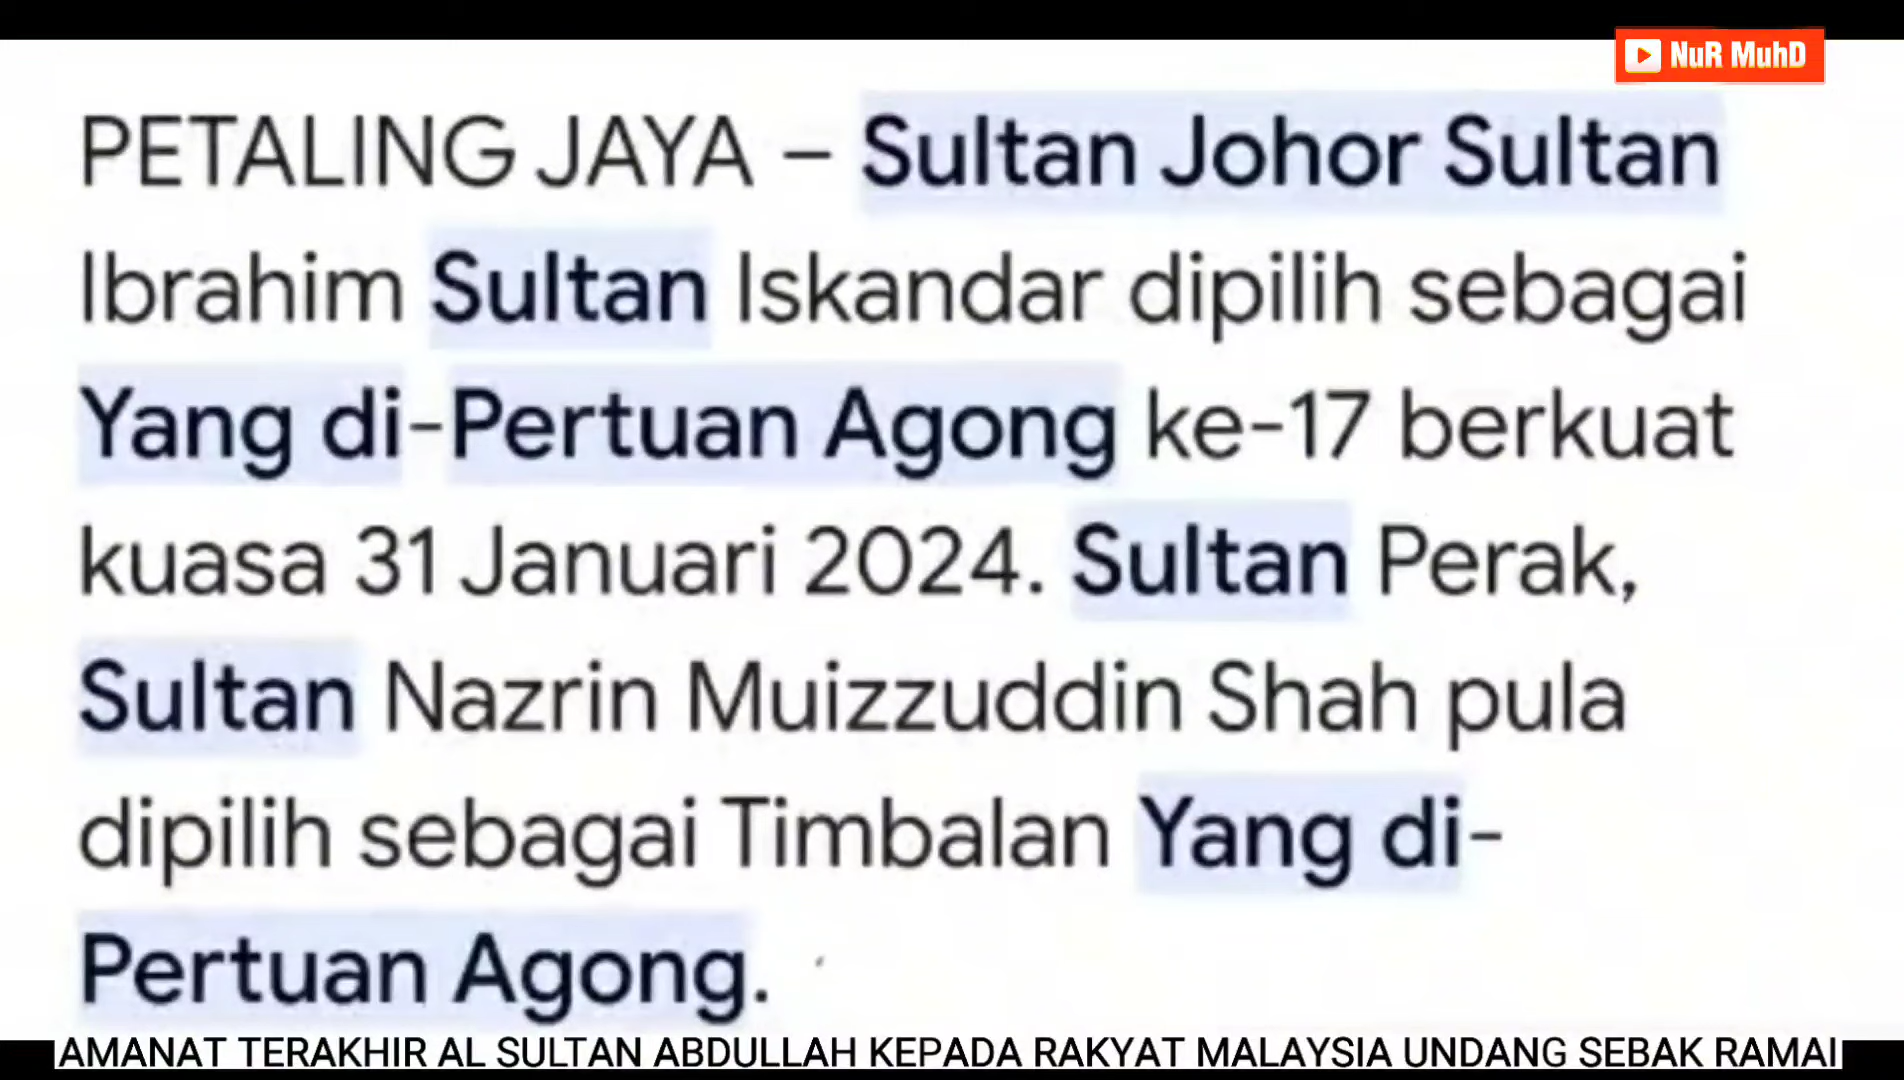 NuR MuhD
PETALING JAYA – Sultan Johor Sultan
Ibrahim Sultan Iskandar dipilih sebagai
Yang di-Pertuan Agong ke-17 berkuat
kuasa 31 Januari 2024. Sultan Perak,
Sultan Nazrin Muizzuddin Shah pula
dipilih sebagai Timbalan Yang di-
Pertuan Agong.
AMANAT TERAKHIR AL SULTAN ABDULLAH KEPADA RAKYAT MALAYSIA UNDANG SEBAK RAMAI